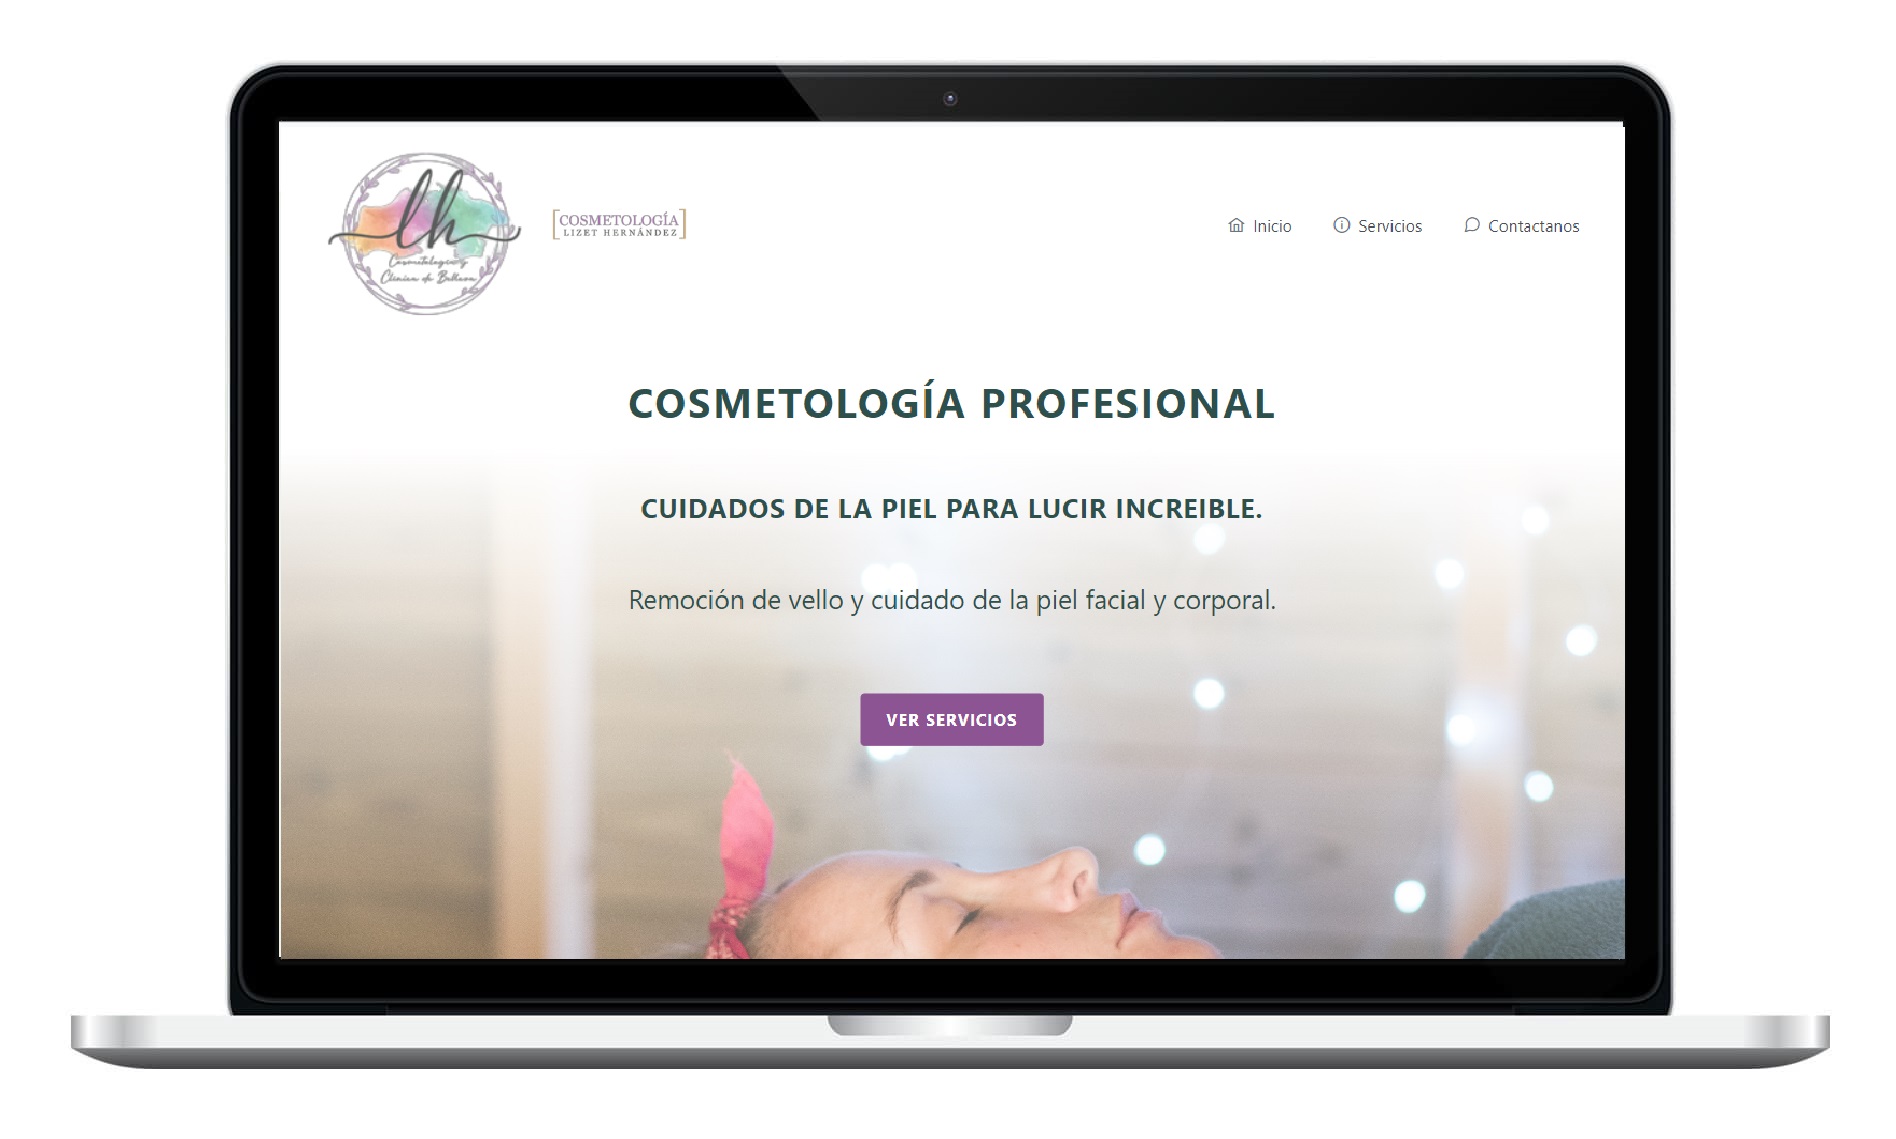 lh
Cosmetología y
Clínica de Belleza
COSMETOLOGÍA
LIZET HERNÁNDEZ
Inicio
Servicios
Contactanos
COSMETOLOGÍA PROFESIONAL
CUIDADOS DE LA PIEL PARA LUCIR INCREIBLE.
Remoción de vello y cuidado de la piel facial y corporal.
VER SERVICIOS